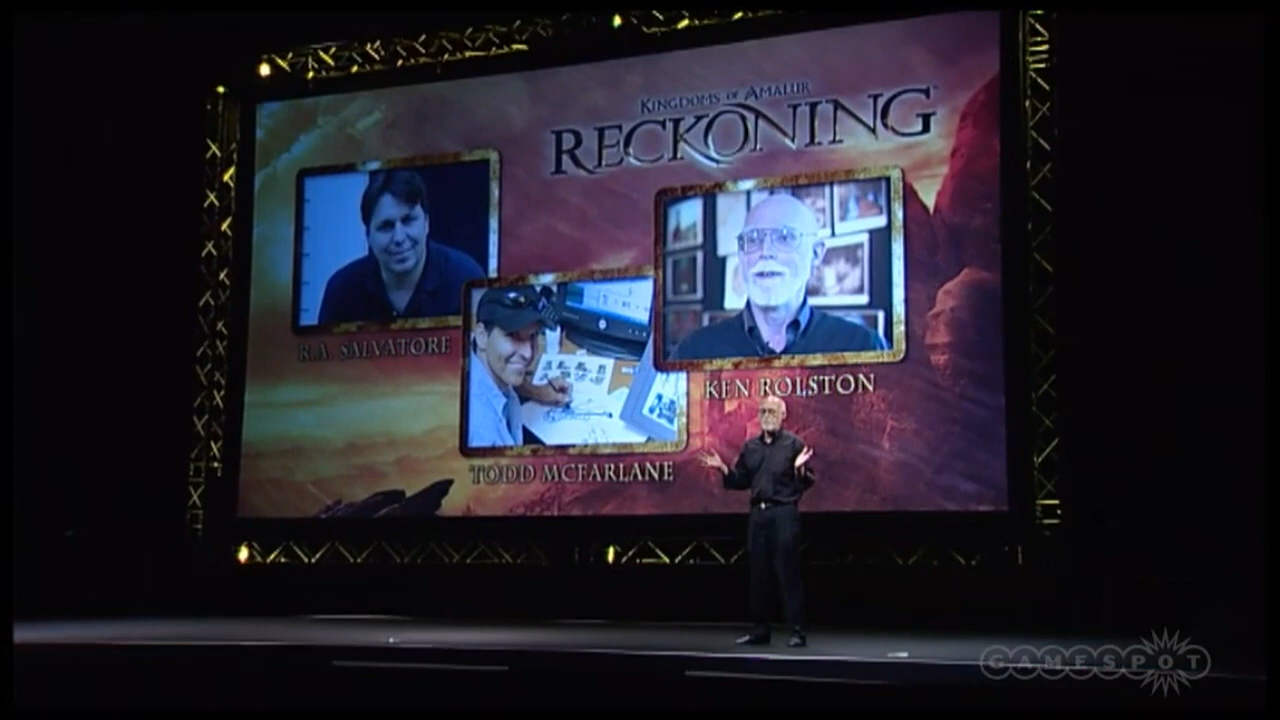 KINGDOMS OF AMALUR
RECKONING
R.A. SALVATORE
KEN ROLSTON
TODD MCFARLANE
GAMESPOT